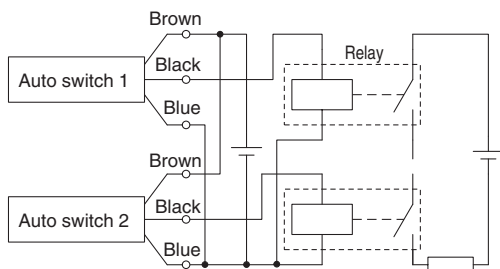 Brown
Relay
Black
Auto switch 1
Blue
Brown
Black
Auto switch 2
Blue